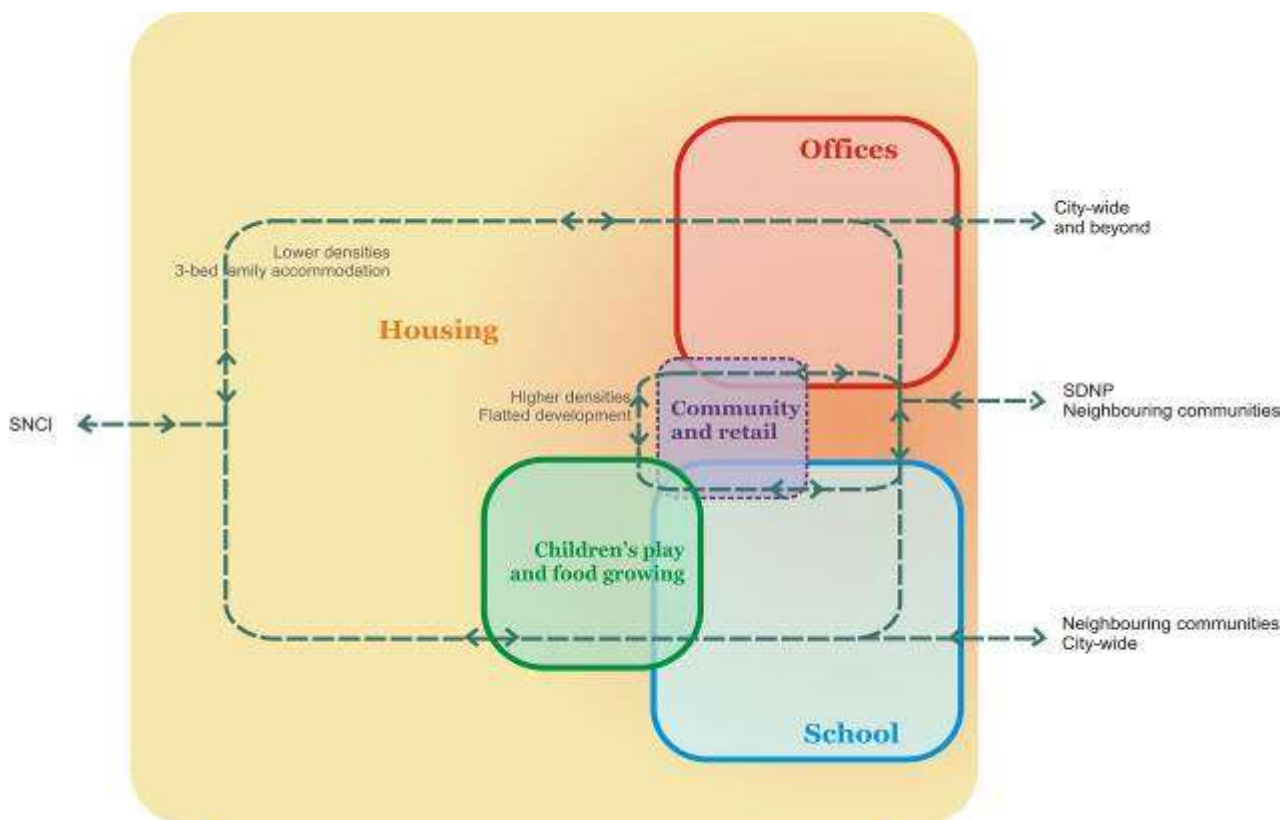 Offices
City-wide
and beyond
Lower densities
3-bed family accommodation
Housing
Higher densities
Flatted development
Community
and retail
SDNP
Neighbouring communities
SNCI
Children's play
and food growing
Neighbouring communities
City-wide
School